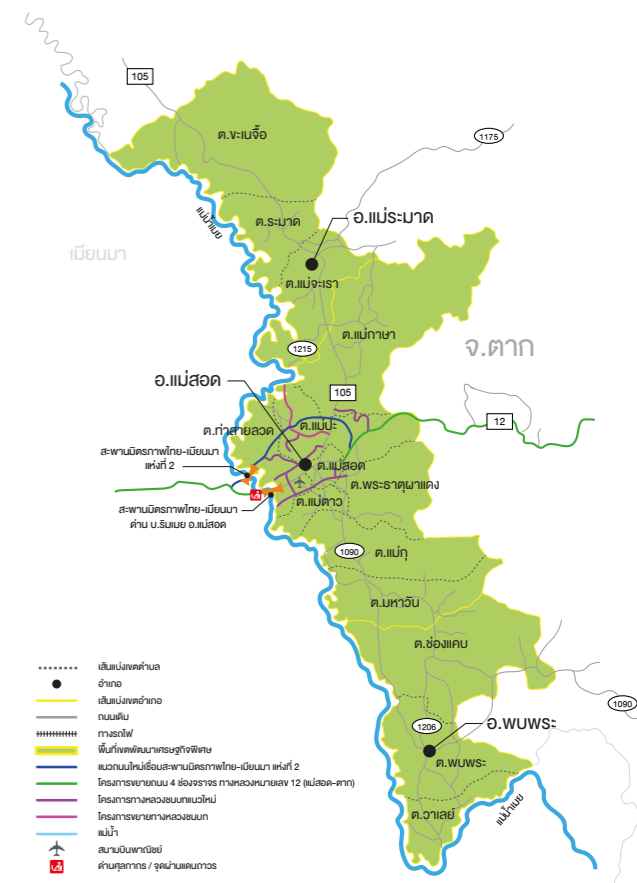 105
ต.ขะเนจื้อ
1175
แม่น้ำเมย
ต.ระมาด
อ.แม่ระมาด
เมียนมา
ต.แม่จะเรา
ต.แม่กาษา
จ.ตาก
1215
อ.แม่สอด
105
12
ต.ท่าสายลวด
ต.แม่ปะ
สะพานมิตรภาพไทย-เมียนมา
แห่งที่ 2
ต.แม่สอด
ต.พระธาตุผาแดง
ต.แม่ตาว
สะพานมิตรภาพไทย-เมียนมา
ด่าน บ.ริมเมย อ.แม่สอด
1090
ต.แม่กุ
ต.มหาวัน
ต.ช่องแคบ
1090
1206
อ.พบพระ
ต.พบพระ
ต.วาเลย์
แม่น้ำเมย
เส้นแบ่งเขตตำบล
อำเภอ
เส้นแบ่งเขตอำเภอ
ถนนเดิม
ทางรถไฟ
พื้นที่เขตพัฒนาเศรษฐกิจพิเศษ
แนวถนนใหม่เชื่อมสะพานมิตรภาพไทย-เมียนมา แห่งที่ 2
โครงการขยายถนน 4 ช่องจราจร ทางหลวงหมายเลข 12 (แม่สอด-ตาก)
โครงการทางหลวงชนบทแนวใหม่
โครงการขยายทางหลวงชนบท
แม่น้ำ
สนามบินพาณิชย์
ด่านศุลกากร / จุดผ่านแดนถาวร